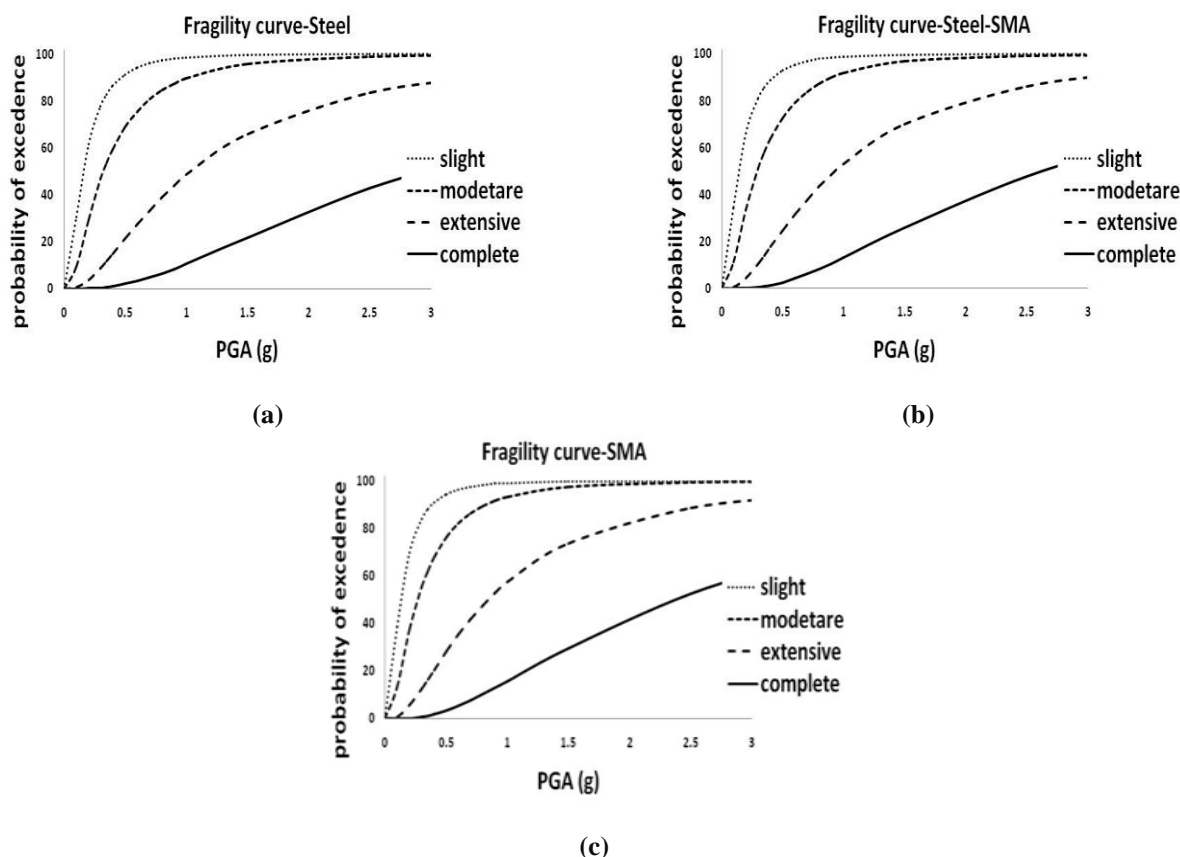 Fragility curve-Steel
probability of excedence
100
80
60
40
20
0
0 0.5 1 1.5 2 2.5 3
PGA (g)
slight
modetare
extensive
complete
(a)
Fragility curve-Steel-SMA
probability of excedence
100
80
60
40
20
0
0 0.5 1 1.5 2 2.5 3
PGA (g)
slight
modetare
extensive
complete
(b)
Fragility curve-SMA
probability of excedence
100
80
60
40
20
0
0 0.5 1 1.5 2 2.5 3
PGA (g)
slight
modetare
extensive
complete
(c)